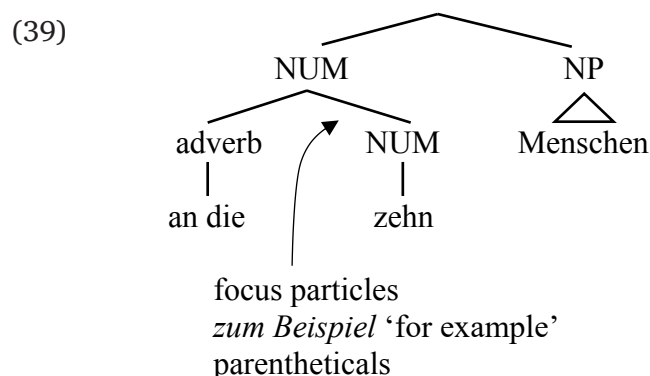 (39)
NUM NP
adverb NUM Menschen
an die zehn
focus particles
zum Beispiel ‘for example’
parentheticals